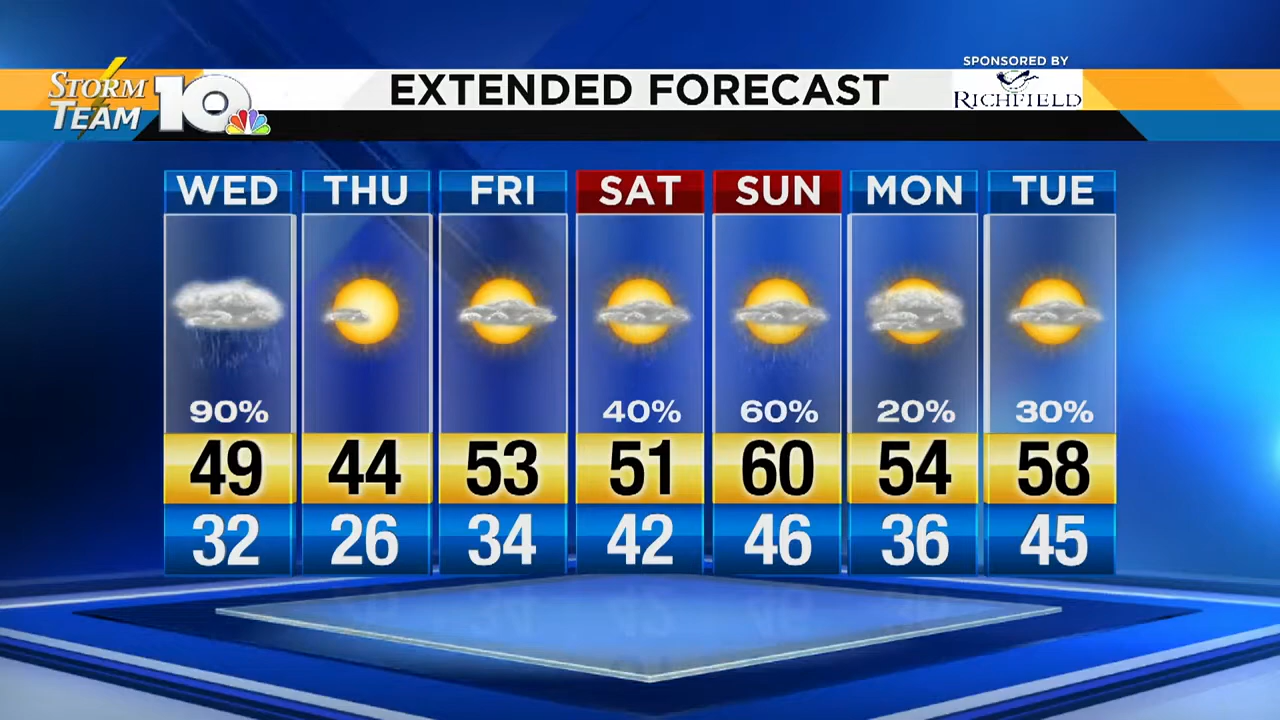 SPONSORED BY
STORM
TEAM
10
EXTENDED FORECAST
RICHFIELD
WED THU FRI SAT SUN MON TUE
90% 40% 60% 20% 30%
49 44 53 51 60 54 58
32 26 34 42 46 36 45